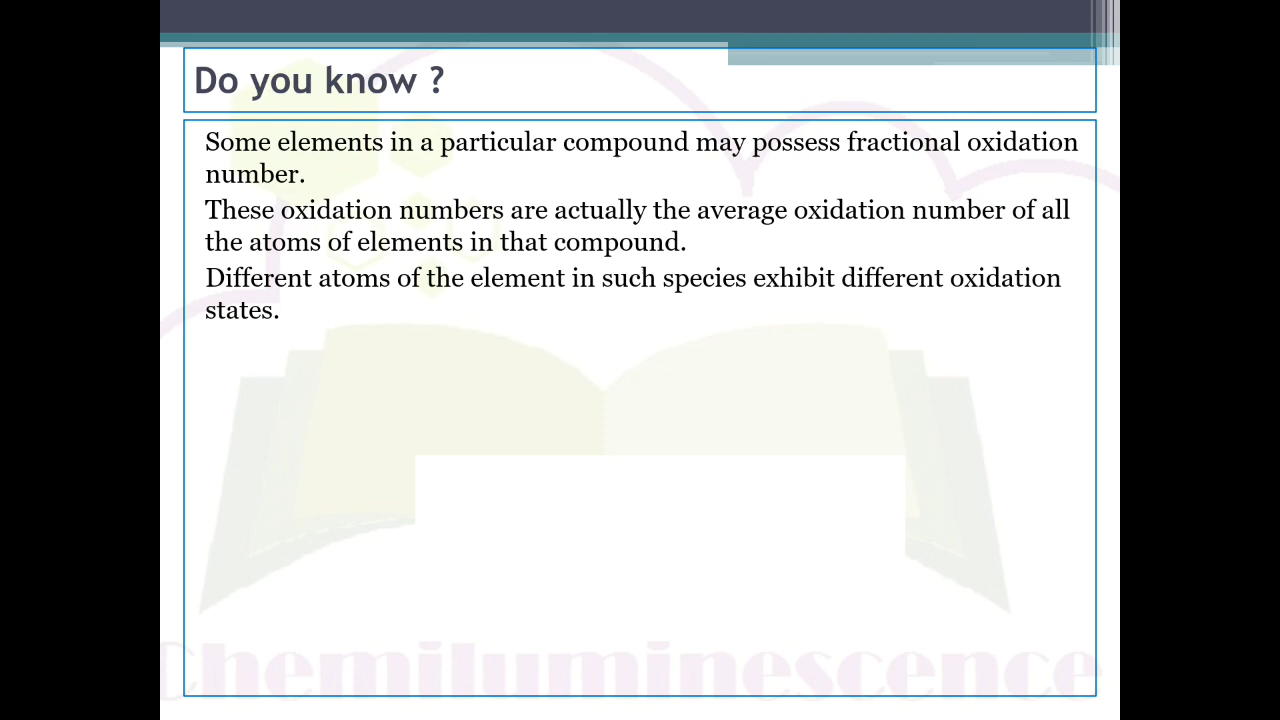 Do you know ?
Some elements in a particular compound may possess fractional oxidation
number.
These oxidation numbers are actually the average oxidation number of all
the atoms of elements in that compound.
Different atoms of the element in such species exhibit different oxidation
states.
Chemiluminescence